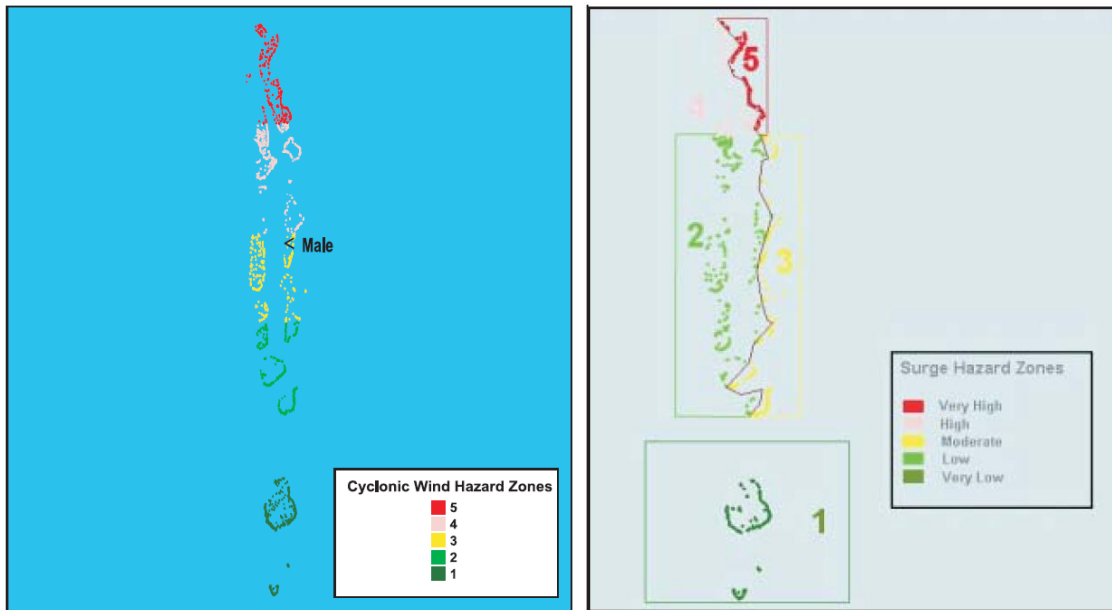 Male
Cyclonic Wind Hazard Zones
5
4
3
2
1
5
4
2
3
1
Surge Hazard Zones
Very High
High
Moderate
Low
Very Low